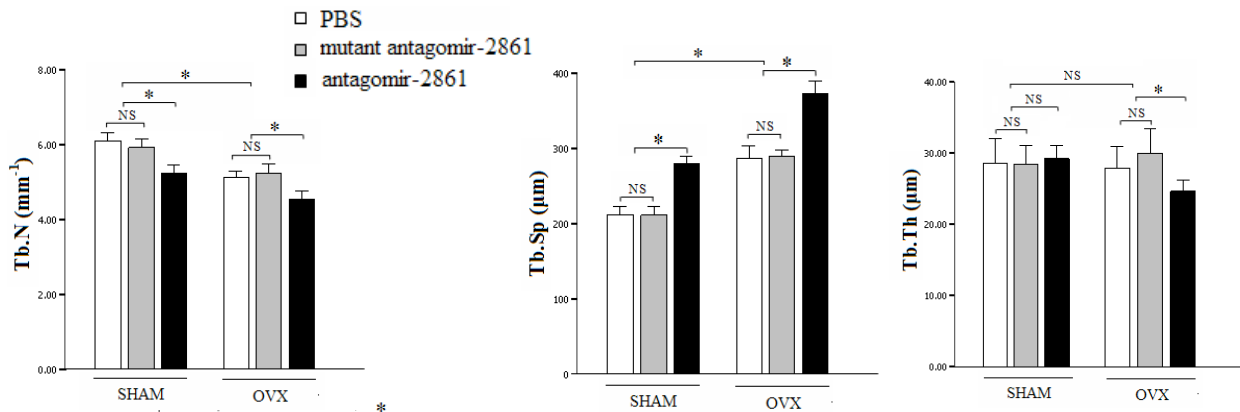 PBS
mutant antagomir-2861
antagomir-2861
Tb.N (mm⁻¹)
8.00
6.00
4.00
2.00
0.00
*
*
NS
*
NS
SHAM
OVX
*
Tb.Sp (µm)
400
300
200
100
00
*
*
*
NS
NS
SHAM
OVX
Tb.Th (µm)
40.00
30.00
20.00
10.00
00.00
NS
NS
*
NS
NS
SHAM
OVX